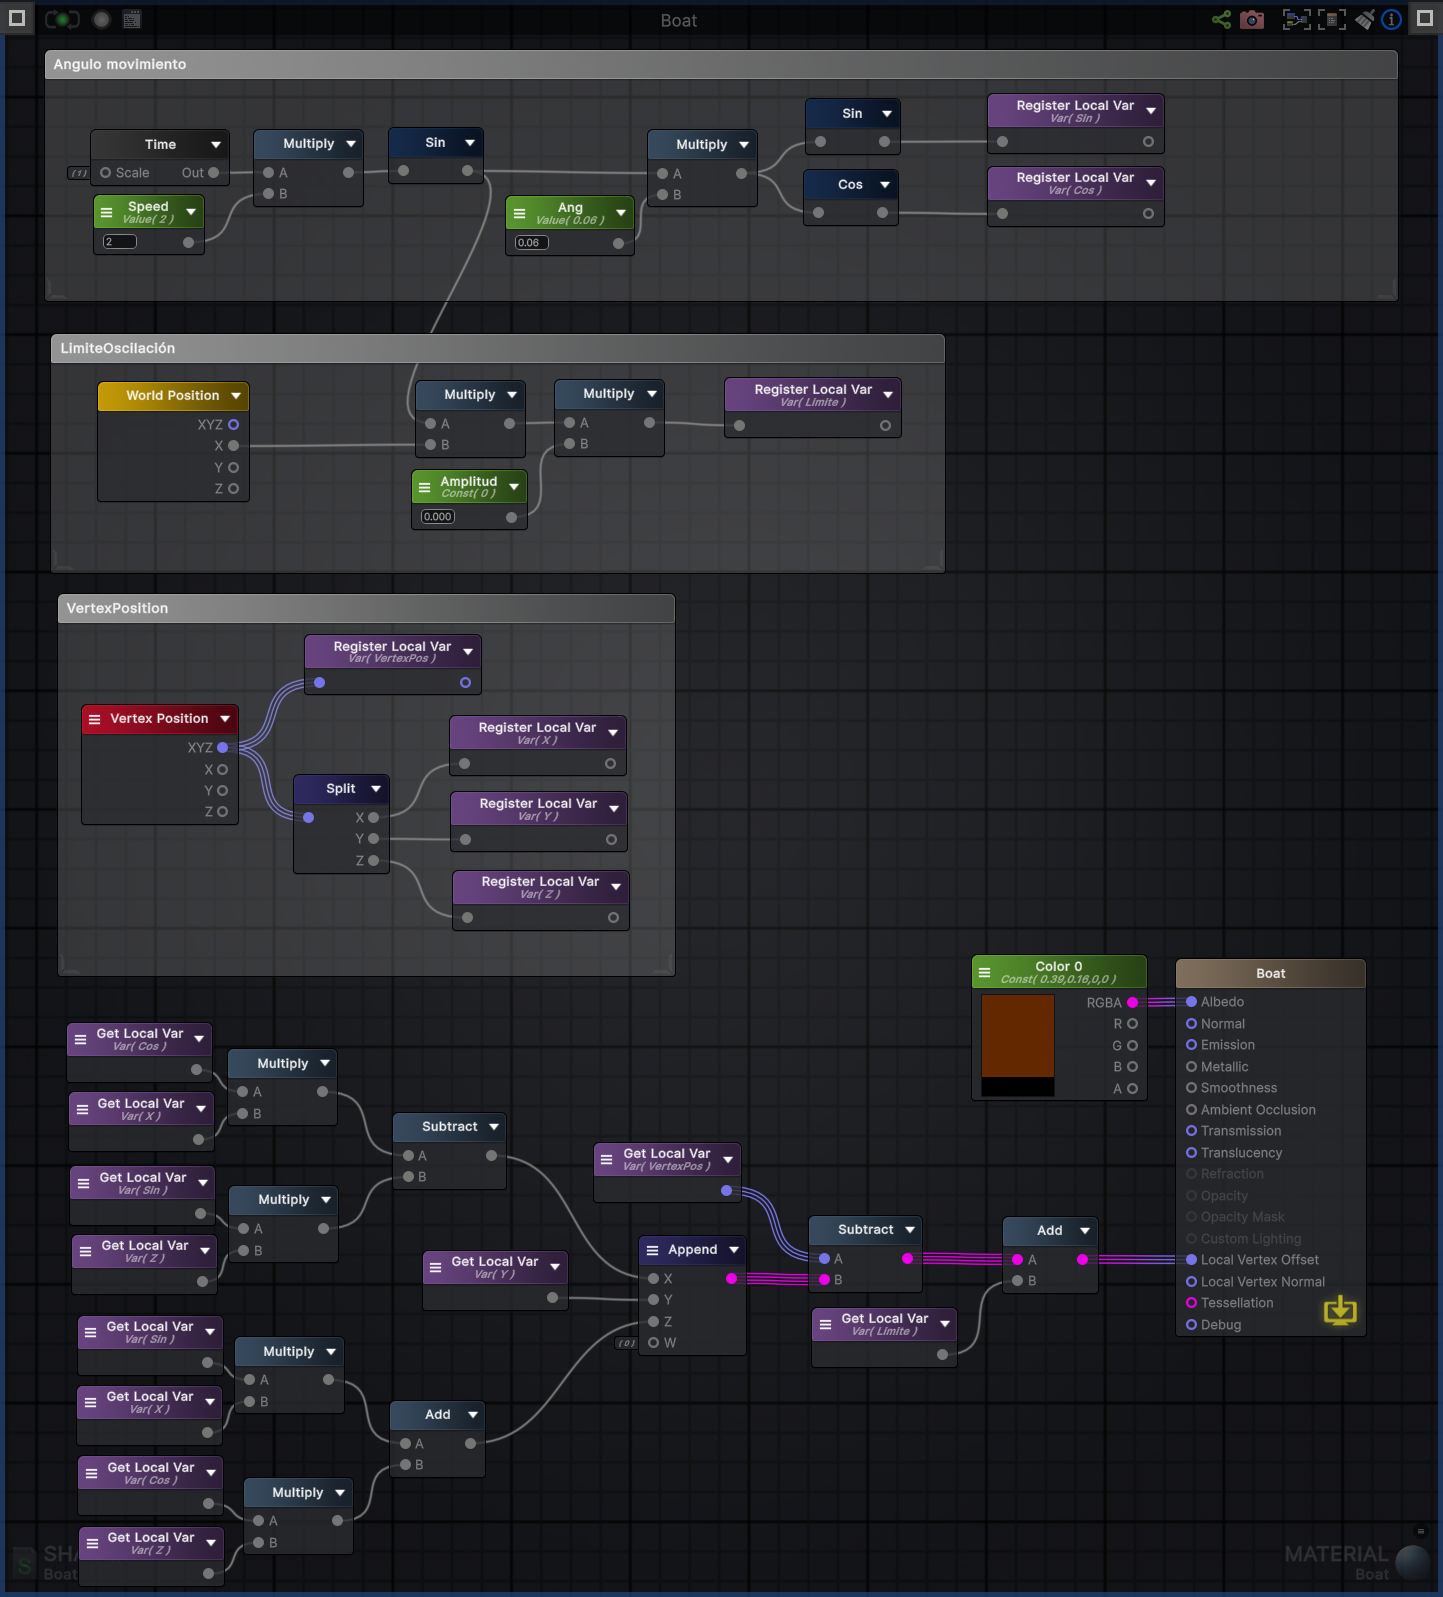 Boat
Angulo movimiento
Time
(1)
Scale
Out
Speed
Value( 2 )
2
Multiply
A
B
Sin
Ang
Value( 0.06 )
0.06
Multiply
A
B
Sin
Cos
Register Local Var
Var( Sin )
Register Local Var
Var( Cos )
LimiteOscilación
World Position
XYZ
X
Y
Z
Multiply
A
B
Amplitud
Const( 0 )
0.000
Multiply
A
B
Register Local Var
Var( Limite )
VertexPosition
Register Local Var
Var( VertexPos )
Vertex Position
XYZ
X
Y
Z
Split
X
Y
Z
Register Local Var
Var( X )
Register Local Var
Var( Y )
Register Local Var
Var( Z )
Color 0
Const( 0.39,0.16,0,0 )
RGBA
R
G
B
A
Boat
Albedo
Normal
Emission
Metallic
Smoothness
Ambient Occlusion
Transmission
Translucency
Refraction
Opacity
Opacity Mask
Custom Lighting
Local Vertex Offset
Local Vertex Normal
Tessellation
Debug
Get Local Var
Var( Cos )
Get Local Var
Var( X )
Multiply
A
B
Get Local Var
Var( Sin )
Get Local Var
Var( Z )
Multiply
A
B
Subtract
A
B
Get Local Var
Var( VertexPos )
Get Local Var
Var( Y )
Append
X
Y
Z
(0)
W
Subtract
A
B
Get Local Var
Var( Limite )
Add
A
B
Get Local Var
Var( Sin )
Get Local Var
Var( X )
Multiply
A
B
Get Local Var
Var( Cos )
Get Local Var
Var( Z )
Multiply
A
B
Add
A
B
S
SHA
Boat
MATERIAL
Boat